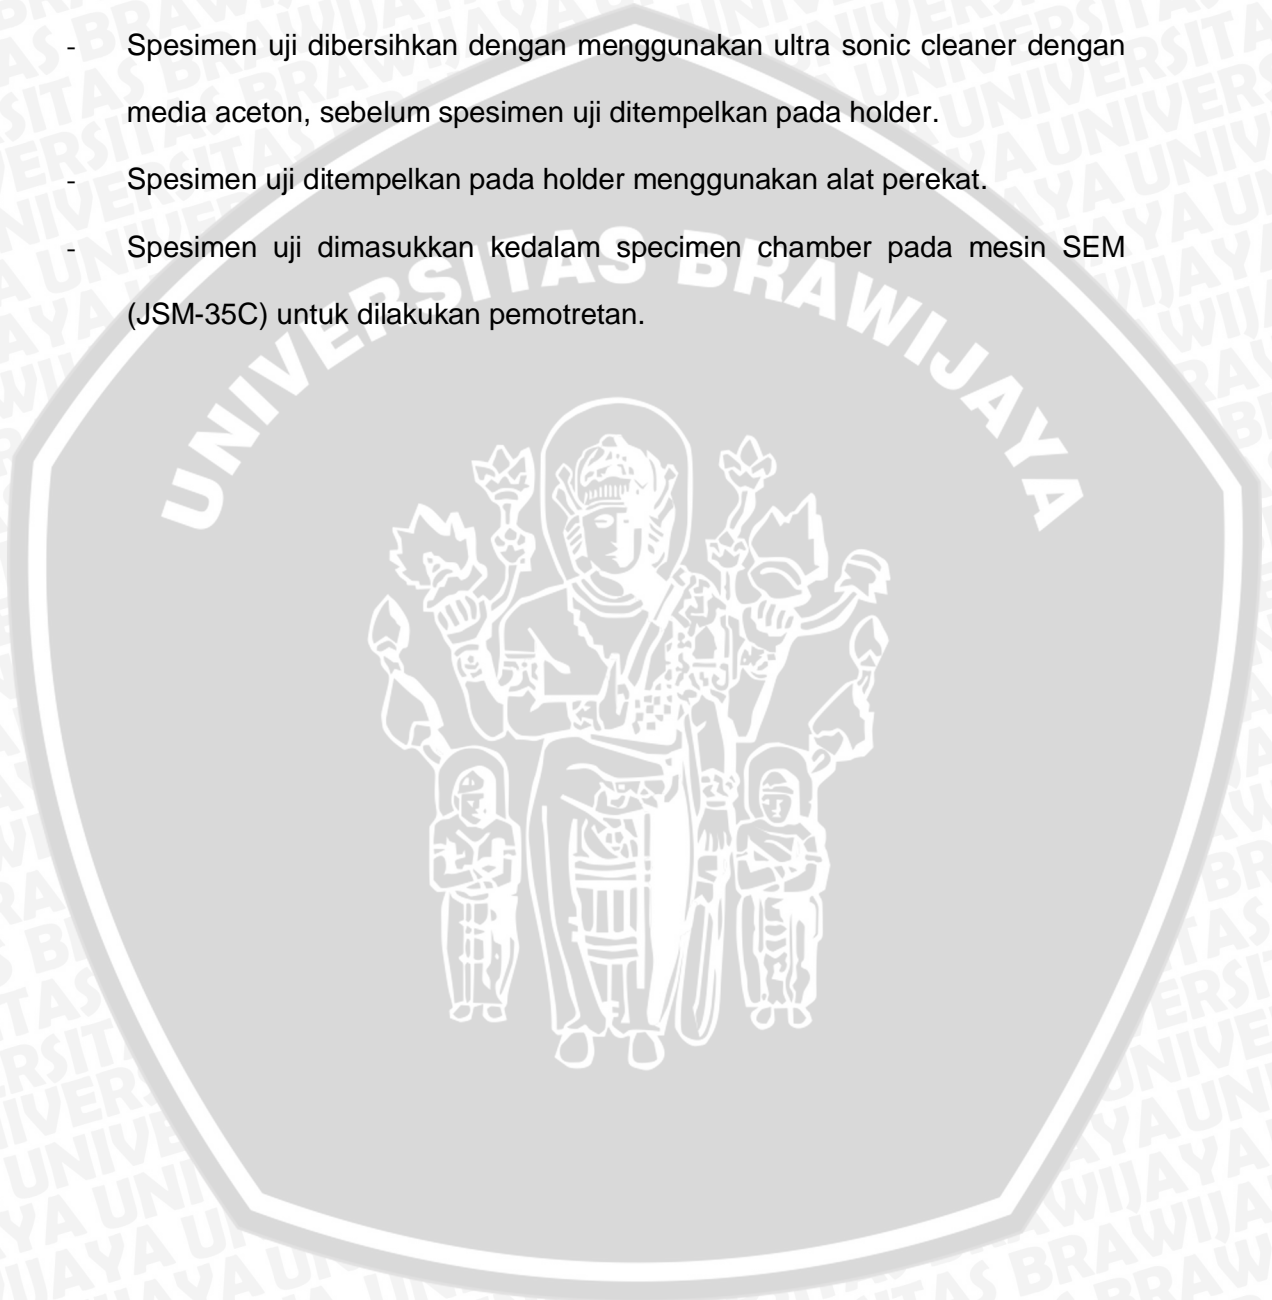 - Spesimen uji dibersihkan dengan menggunakan ultra sonic cleaner dengan
media aceton, sebelum spesimen uji ditempelkan pada holder.
- Spesimen uji ditempelkan pada holder menggunakan alat perekat.
- Spesimen uji dimasukkan kedalam specimen chamber pada mesin SEM
(JSM-35C) untuk dilakukan pemotretan.
UNIVERSITAS BRAWIJAYA